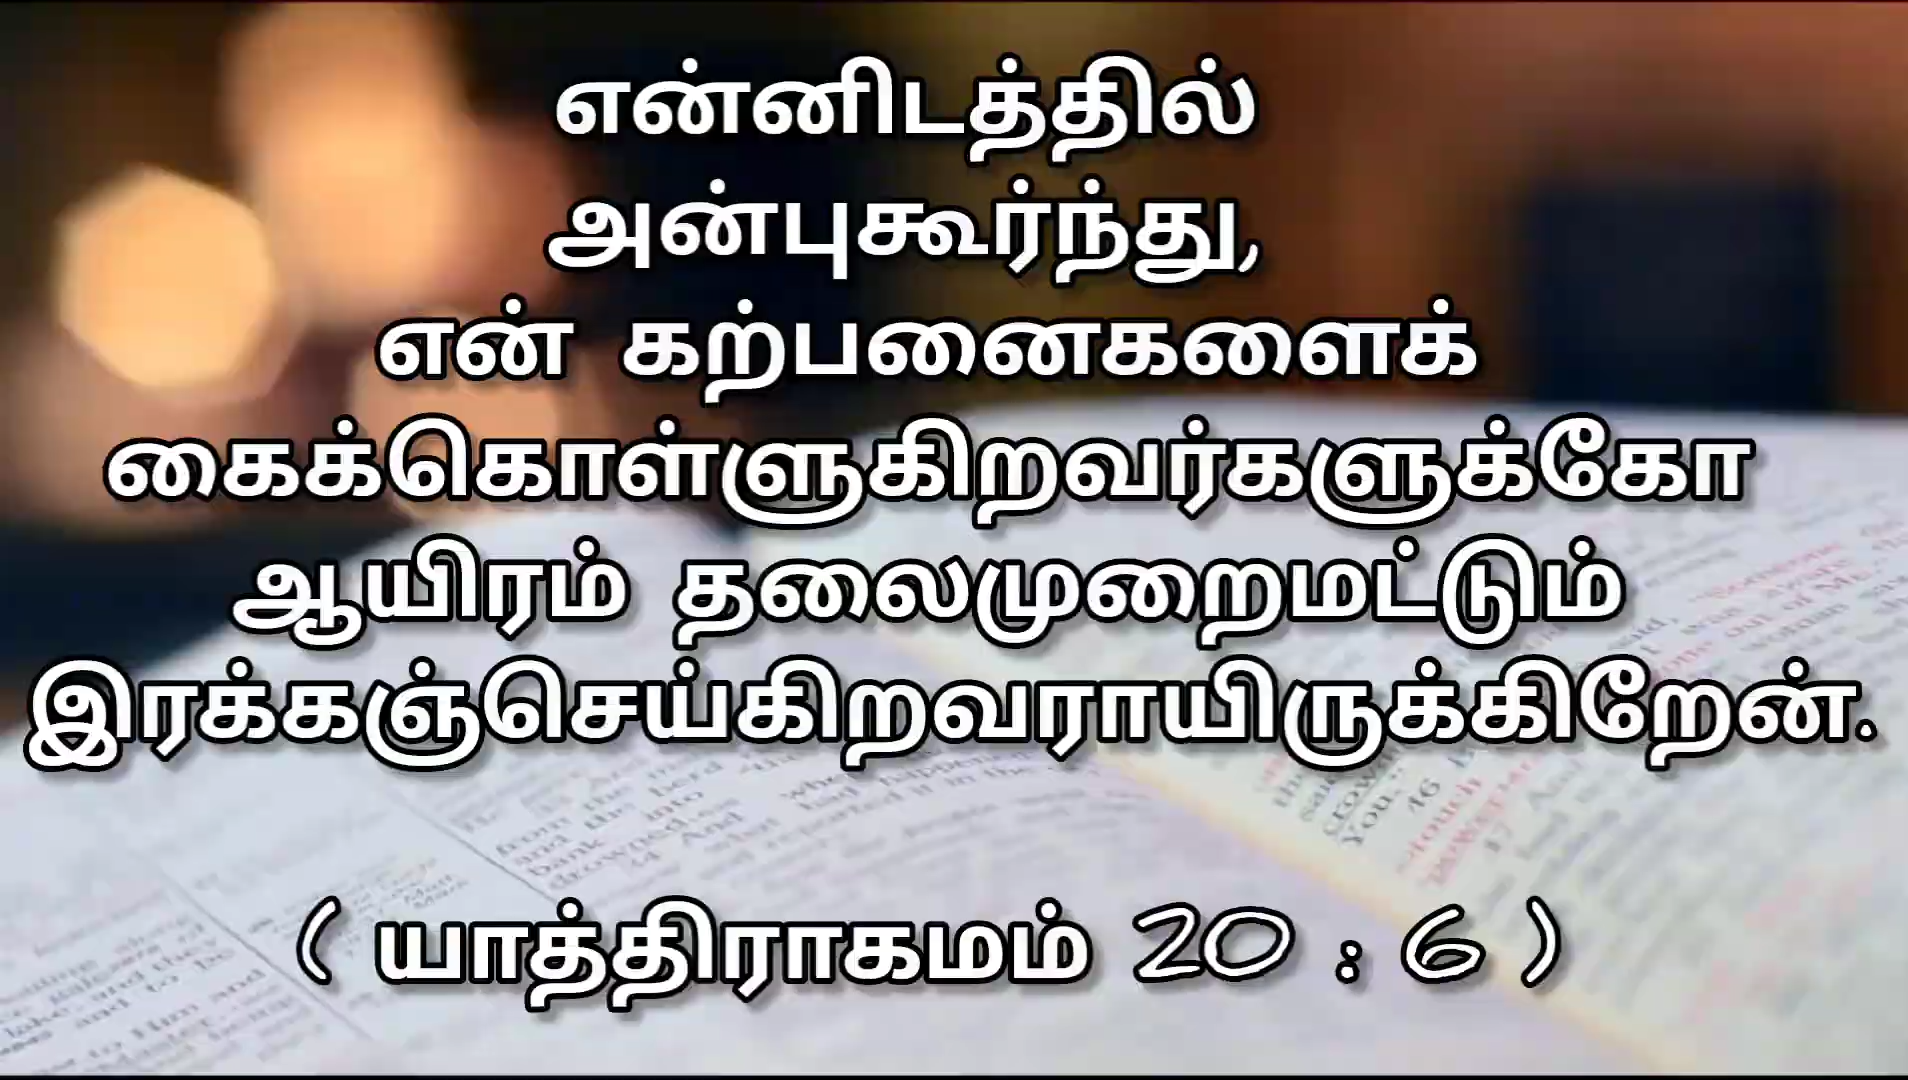 என்னிடத்தில்
அன்புகூர்ந்து,
என் கற்பனைகளைக்
கைக்கொள்ளுகிறவர்களுக்கோ
ஆயிரம் தலைமுறைமட்டும்
இரக்கஞ்செய்கிறவராயிருக்கிறேன்.
( யாத்திராகமம் 20 : 6 )